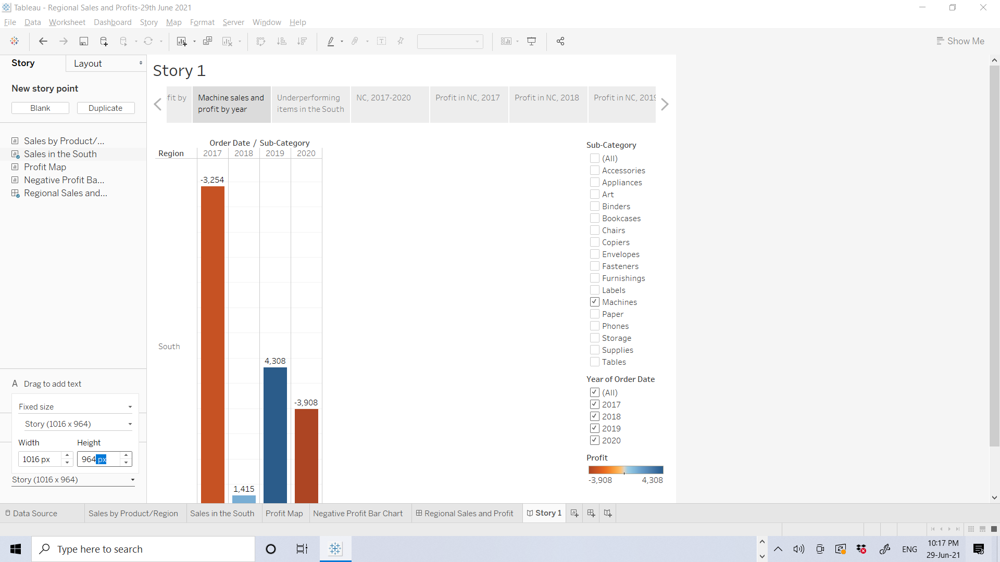 Tableau - Regional Sales and Profits-29th June 2021
File Data Worksheet Dashboard Story Map Format Server Window Help
Show Me
Story
Layout
New story point
Blank
Duplicate
Sales by Product/...
Sales in the South
Profit Map
Negative Profit Ba...
Regional Sales and...
A Drag to add text
Fixed size
Story (1016 x 964)
Width
Height
1016 px
964 px
Story (1016 x 964)
Story 1
fit by
Machine sales and
profit by year
Underperforming
items in the South
NC, 2017-2020
Profit in NC, 2017
Profit in NC, 2018
Profit in NC, 2019
Order Date / Sub-Category
Region
2017
2018
2019
2020
-3,254
4,308
-3,908
1,415
South
Sub-Category
(All)
Accessories
Appliances
Art
Binders
Bookcases
Chairs
Copiers
Envelopes
Fasteners
Furnishings
Labels
Machines
Paper
Phones
Storage
Supplies
Tables
Year of Order Date
(All)
2017
2018
2019
2020
Profit
-3,908
4,308
Data Source
Sales by Product/Region
Sales in the South
Profit Map
Negative Profit Bar Chart
Regional Sales and Profit
Story 1
Type here to search
ENG
10:17 PM
29-Jun-21